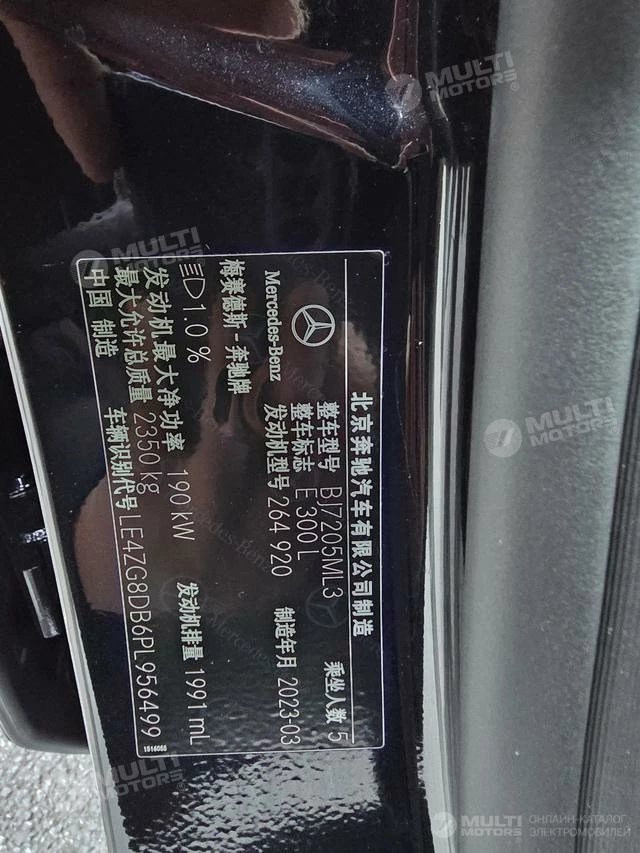 北京奔驰汽车有限公司制造
Mercedes-Benz
整车型号 BJ7205ML3 乘坐人数 5
整车标志 E 300 L
梅赛德斯-奔驰牌 发动机型号 264 920 制造年月 2023-03
1.0 %
发动机最大净功率 190 kW 发动机排量 1991 mL
最大允许总质量 2350 kg
中国 制造 车辆识别代号 LE4ZG8DB6PL956499
1516066
MULTI MOTORS
MULTI MOTORS
MULTI MOTORS
MULTI MOTORS
ОНЛАЙН-КАТАЛОГ
ЭЛЕКТРОМОБИЛЕЙ